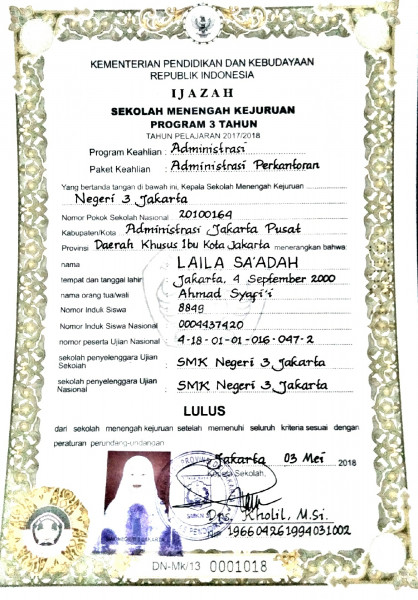 KEMENTERIAN PENDIDIKAN DAN KEBUDAYAAN
REPUBLIK INDONESIA
IJAZAH
SEKOLAH MENENGAH KEJURUAN
PROGRAM 3 TAHUN
TAHUN PELAJARAN 2017/2018
Program Keahlian : Administrasi
Paket Keahlian : Administrasi Perkantoran
Yang bertanda tangan di bawah ini, Kepala Sekolah Menengah Kejuruan
Negeri 3 Jakarta
Nomor Pokok Sekolah Nasional 20100164
Kabupaten/Kota Administrasi Jakarta Pusat
Provinsi Daerah Khusus Ibu Kota Jakarta menerangkan bahwa:
nama : LAILA SA'ADAH
tempat dan tanggal lahir : Jakarta, 4 September 2000
nama orang tua/wali : Ahmad Syafi'i
Nomor Induk Siswa : 8849
Nomor Induk Siswa Nasional : 0004437420
nomor peserta Ujian Nasional : 4-18-01-01-016-047-2
sekolah penyelenggara Ujian Sekolah : SMK Negeri 3 Jakarta
sekolah penyelenggara Ujian Nasional : SMK Negeri 3 Jakarta
LULUS
dari sekolah menengah kejuruan setelah memenuhi seluruh kriteria sesuai dengan
peraturan perundang-undangan
Jakarta 03 Mei 2018
Kepala Sekolah,
Drs. Kholil, M.Si.
196604261994031002
DN-Mk/13 0001018